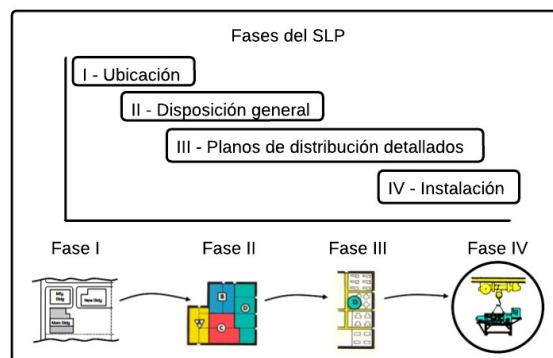 Fases del SLP
I - Ubicación
II - Disposición general
III - Planos de distribución detallados
IV - Instalación
Fase I
Fase II
Fase III
Fase IV
Mfg.
Bldg
New Bldg
Main Bldg
B
D
C
D